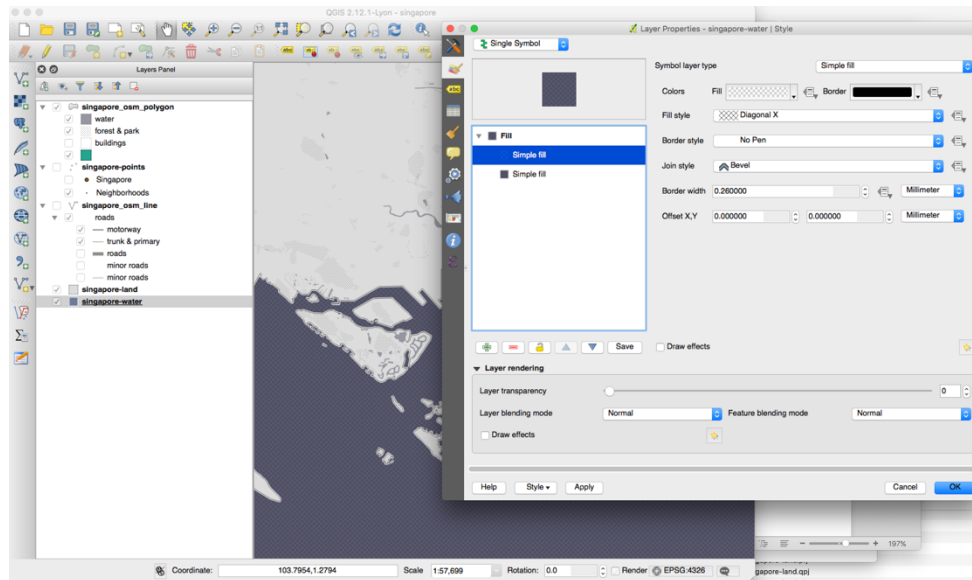 QGIS 2.12.1-Lyon - singapore
Layers Panel
singapore_osm_polygon
water
forest & park
buildings
singapore-points
Singapore
Neighborhoods
singapore_osm_line
roads
motorway
trunk & primary
roads
minor roads
minor roads
singapore-land
singapore-water
Coordinate: 103.7954,1.2794 Scale 1:57,699 Rotation: 0.0 Render EPSG:4326
Layer Properties - singapore-water | Style
Single Symbol
Symbol layer type Simple fill
Colors Fill Border
Fill style Diagonal X
Border style No Pen
Join style Bevel
Border width 0.260000 Millimeter
Offset X,Y 0.000000 0.000000 Millimeter
Fill
Simple fill
Simple fill
Save Draw effects
Layer rendering
Layer transparency 0
Layer blending mode Normal Feature blending mode Normal
Draw effects
Help Style Apply Cancel OK
197%
gapore-land.qpj